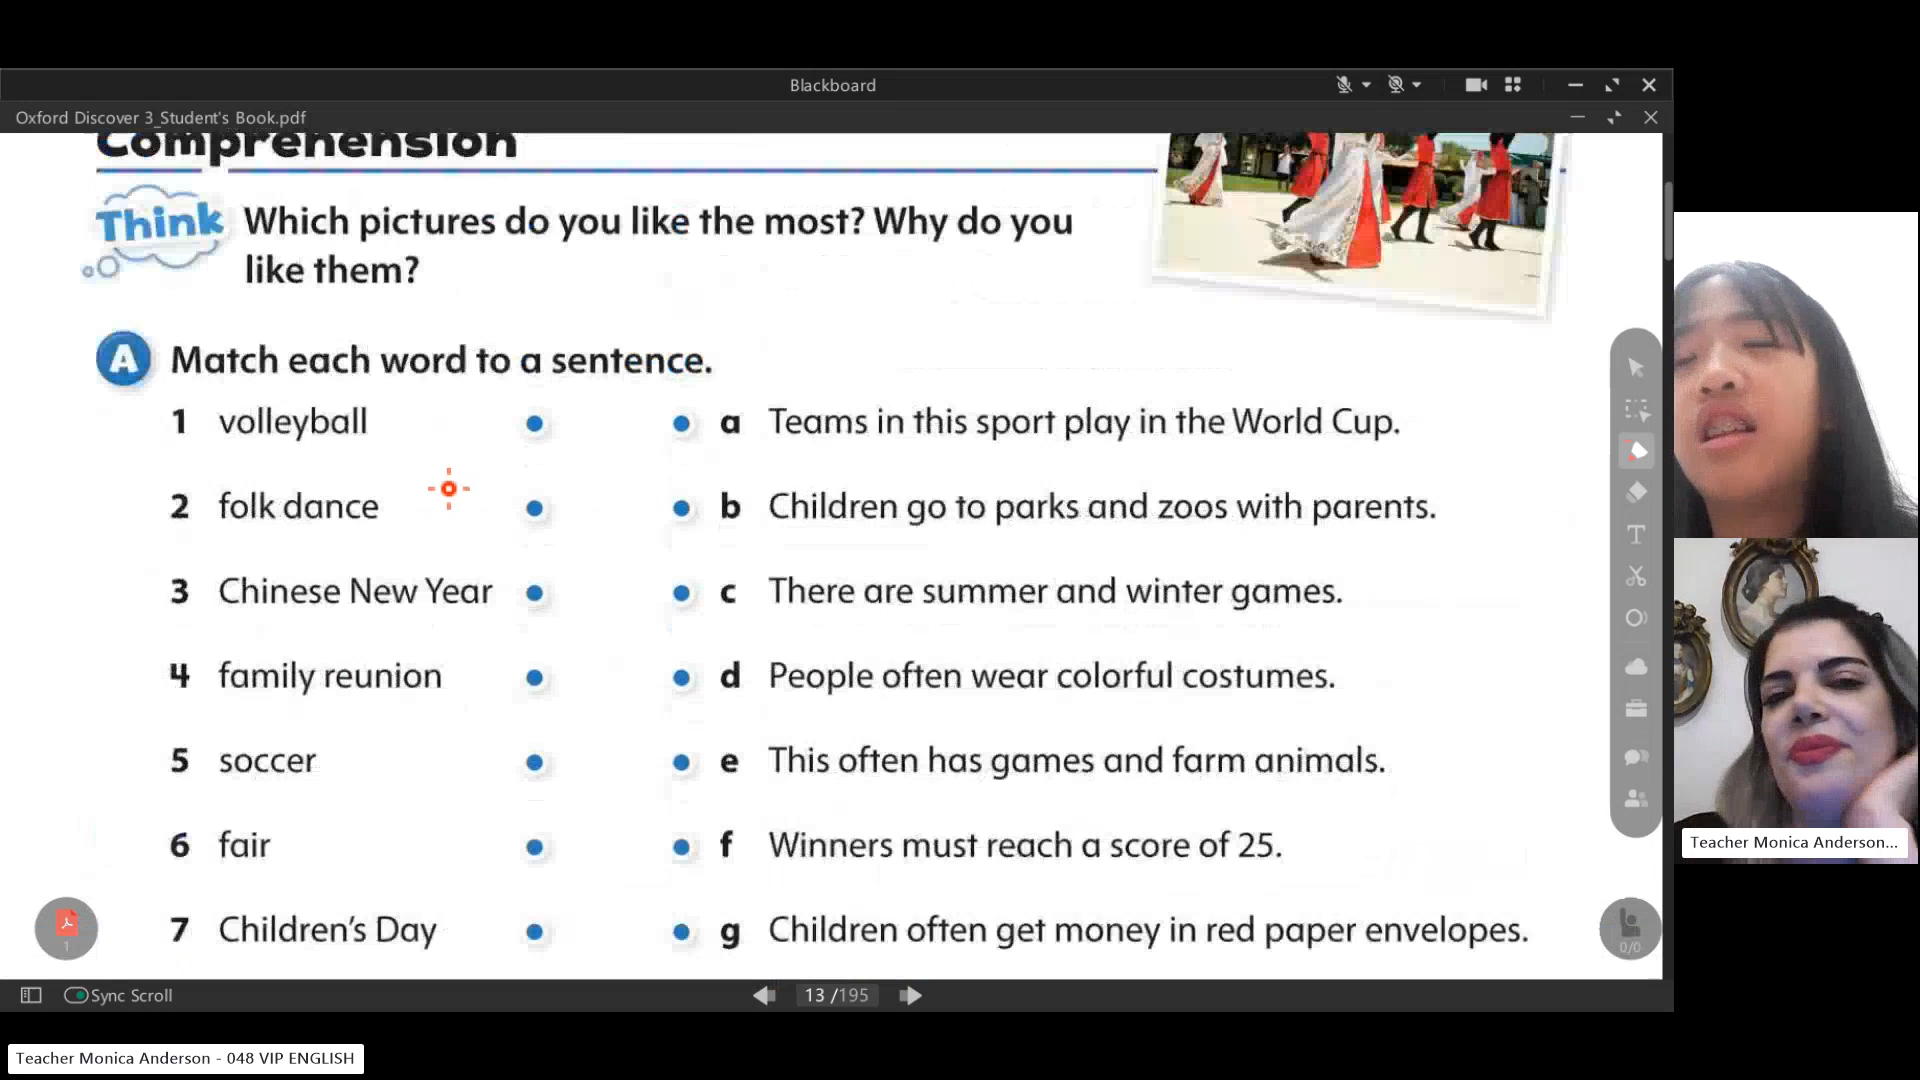 Blackboard
Oxford Discover 3_Student's Book.pdf
Comprehension
Think
Which pictures do you like the most? Why do you
like them?
A Match each word to a sentence.
1 volleyball
a Teams in this sport play in the World Cup.
2 folk dance
b Children go to parks and zoos with parents.
3 Chinese New Year
c There are summer and winter games.
4 family reunion
d People often wear colorful costumes.
5 soccer
e This often has games and farm animals.
6 fair
f Winners must reach a score of 25.
7 Children's Day
g Children often get money in red paper envelopes.
1
0/0
Sync Scroll
13 /195
Teacher Monica Anderson...
Teacher Monica Anderson - 048 VIP ENGLISH